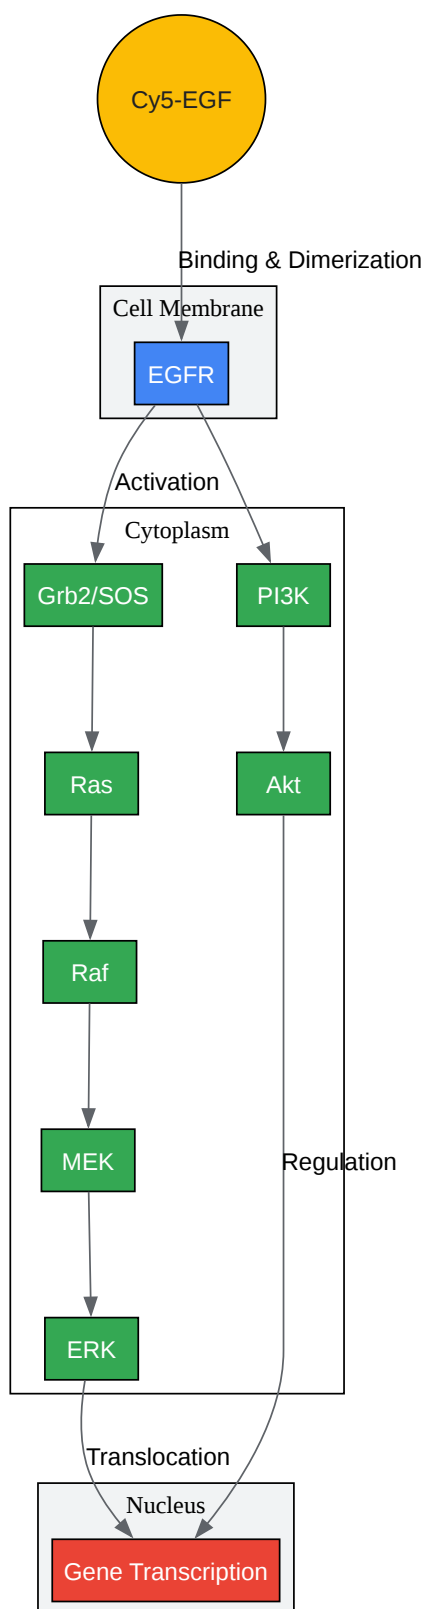 Cy5-EGF
Binding & Dimerization
Cell Membrane
EGFR
Activation
Cytoplasm
Grb2/SOS
PI3K
Ras
Akt
Raf
MEK
Regulation
ERK
Translocation
Nucleus
Gene Transcription